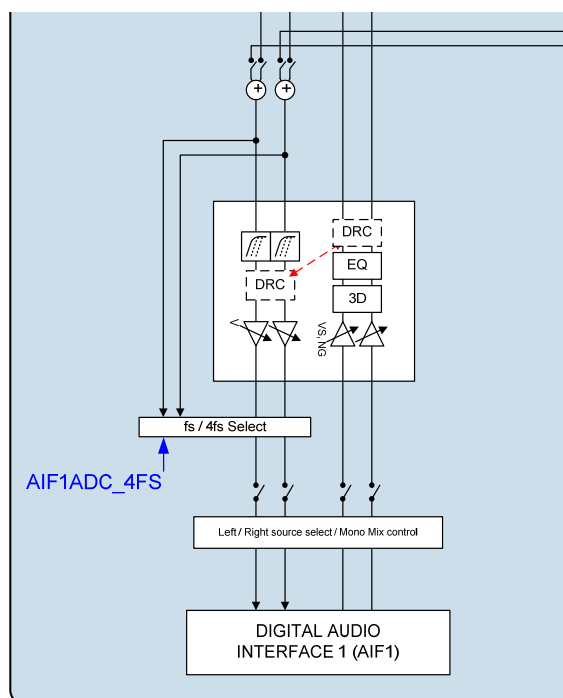 +
+
DRC
EQ
DRC
3D
V
VS, NG
fs / 4fs Select
AIF1ADC_4FS
Left / Right source select / Mono Mix control
DIGITAL AUDIO
INTERFACE 1 (AIF1)